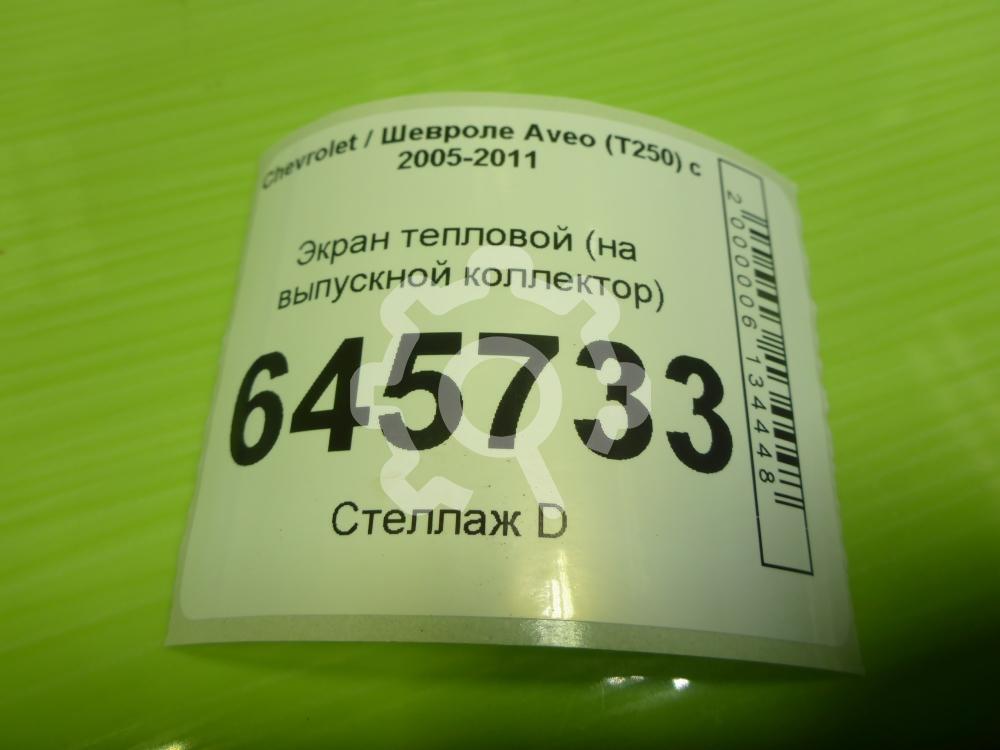 Chevrolet / Шевроле Aveo (T250) с
2005-2011
Экран тепловой (на
выпускной коллектор)
645733
Стеллаж D
2000006134448